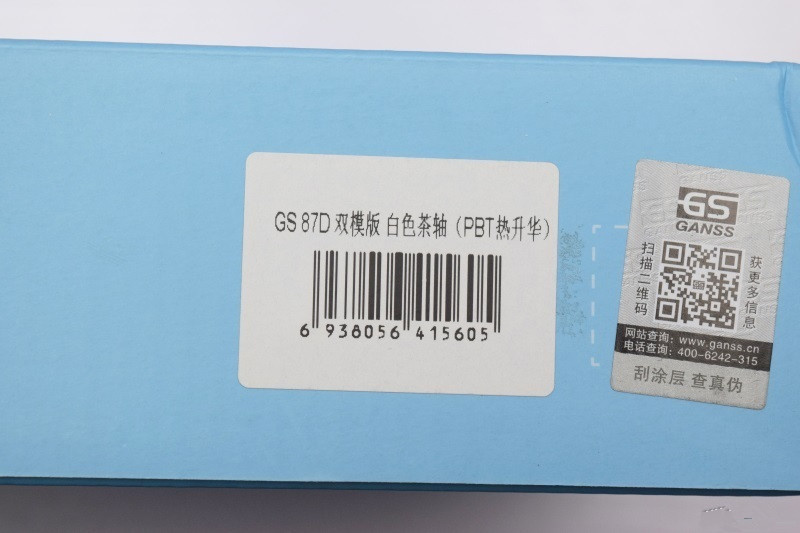 GS 87D 双模版 白色茶轴（PBT热升华）
6 938056 415605
GS
GANSS
扫描二维码
获更多信息
网站查询: www.ganss.cn
电话查询: 400-6242-315
刮涂层 查真伪